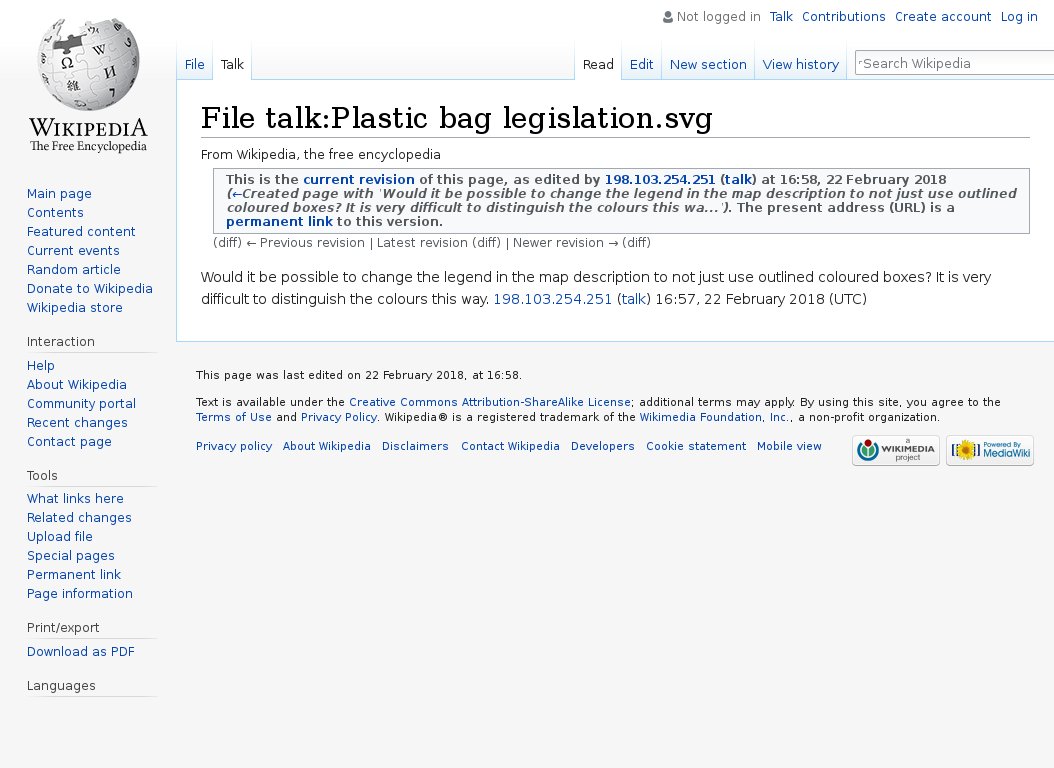 Not logged in Talk Contributions Create account Log in
File Talk Read Edit New section View history Search Wikipedia
WIKIPEDIA
The Free Encyclopedia
File talk:Plastic bag legislation.svg
From Wikipedia, the free encyclopedia
This is the current revision of this page, as edited by 198.103.254.251 (talk) at 16:58, 22 February 2018
(←Created page with 'Would it be possible to change the legend in the map description to not just use outlined
coloured boxes? It is very difficult to distinguish the colours this wa...'). The present address (URL) is a
permanent link to this version.
(diff) ← Previous revision | Latest revision (diff) | Newer revision → (diff)
Would it be possible to change the legend in the map description to not just use outlined coloured boxes? It is very
difficult to distinguish the colours this way. 198.103.254.251 (talk) 16:57, 22 February 2018 (UTC)
Main page
Contents
Featured content
Current events
Random article
Donate to Wikipedia
Wikipedia store
Interaction
Help
About Wikipedia
Community portal
Recent changes
Contact page
Tools
What links here
Related changes
Upload file
Special pages
Permanent link
Page information
Print/export
Download as PDF
Languages
This page was last edited on 22 February 2018, at 16:58.
Text is available under the Creative Commons Attribution-ShareAlike License; additional terms may apply. By using this site, you agree to the
Terms of Use and Privacy Policy. Wikipedia® is a registered trademark of the Wikimedia Foundation, Inc., a non-profit organization.
Privacy policy About Wikipedia Disclaimers Contact Wikipedia Developers Cookie statement Mobile view
a
WIKIMEDIA
project
Powered By
MediaWiki